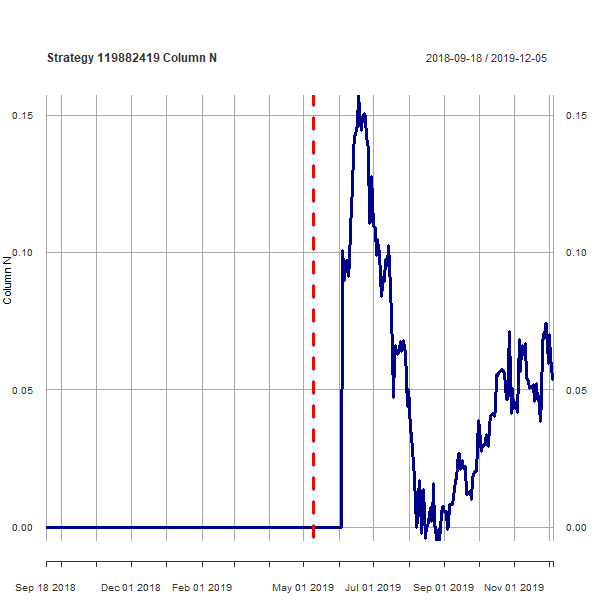 Strategy 119882419 Column N
2018-09-18 / 2019-12-05
0.15
0.15
0.10
0.10
Column N
0.05
0.05
0.00
0.00
Sep 18 2018
Dec 01 2018
Feb 01 2019
May 01 2019
Jul 01 2019
Sep 01 2019
Nov 01 2019